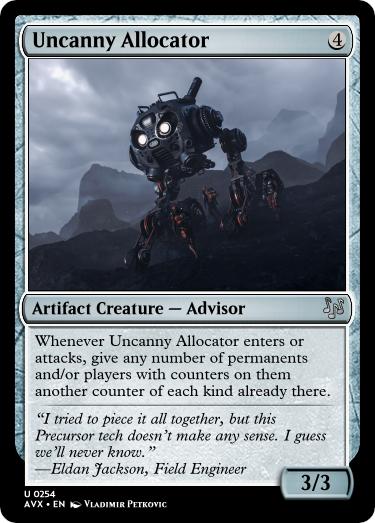 Uncanny Allocator 4
Artifact Creature — Advisor
Whenever Uncanny Allocator enters or
attacks, give any number of permanents
and/or players with counters on them
another counter of each kind already there.
“I tried to piece it all together, but this
Precursor tech doesn’t make any sense. I guess
we’ll never know.”
—Eldan Jackson, Field Engineer
3/3
U 0254
AVX • EN Vladimir Petkovic